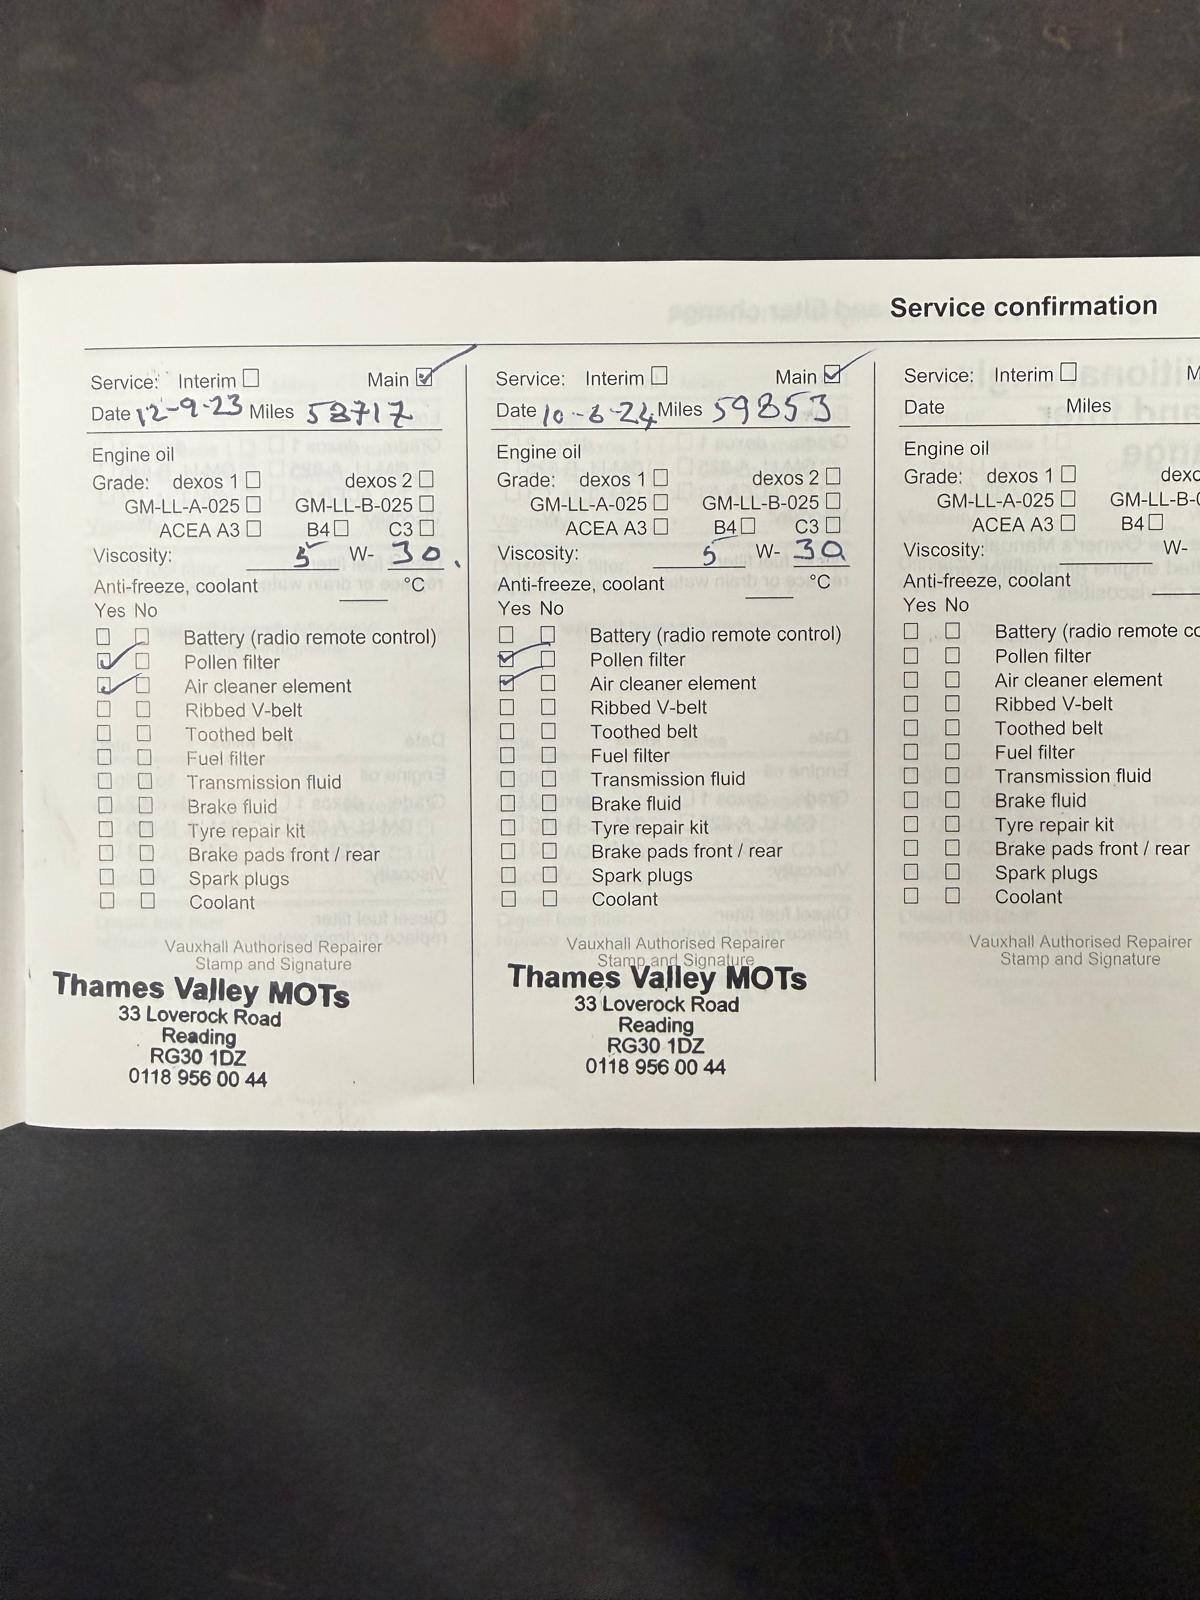 Service confirmation
Service: Interim Main
Date 12-9-23 Miles 58717
Engine oil
Grade: dexos 1 dexos 2
GM-LL-A-025 GM-LL-B-025
ACEA A3 B4 C3
Viscosity: 5 W- 30.
Anti-freeze, coolant °C
Yes No
Battery (radio remote control)
Pollen filter
Air cleaner element
Ribbed V-belt
Toothed belt
Fuel filter
Transmission fluid
Brake fluid
Tyre repair kit
Brake pads front / rear
Spark plugs
Coolant
Vauxhall Authorised Repairer
Stamp and Signature
Thames Valley MOTs
33 Loverock Road
Reading
RG30 1DZ
0118 956 00 44
Service: Interim Main
Date 10-6-24 Miles 59853
Engine oil
Grade: dexos 1 dexos 2
GM-LL-A-025 GM-LL-B-025
ACEA A3 B4 C3
Viscosity: 5 W- 30
Anti-freeze, coolant °C
Yes No
Battery (radio remote control)
Pollen filter
Air cleaner element
Ribbed V-belt
Toothed belt
Fuel filter
Transmission fluid
Brake fluid
Tyre repair kit
Brake pads front / rear
Spark plugs
Coolant
Vauxhall Authorised Repairer
Stamp and Signature
Thames Valley MOTs
33 Loverock Road
Reading
RG30 1DZ
0118 956 00 44
Service: Interim M
Date Miles
Engine oil
Grade: dexos 1 dexo
GM-LL-A-025 GM-LL-B-0
ACEA A3 B4
Viscosity: W-
Anti-freeze, coolant
Yes No
Battery (radio remote co
Pollen filter
Air cleaner element
Ribbed V-belt
Toothed belt
Fuel filter
Transmission fluid
Brake fluid
Tyre repair kit
Brake pads front / rear
Spark plugs
Coolant
Vauxhall Authorised Repairer
Stamp and Signature